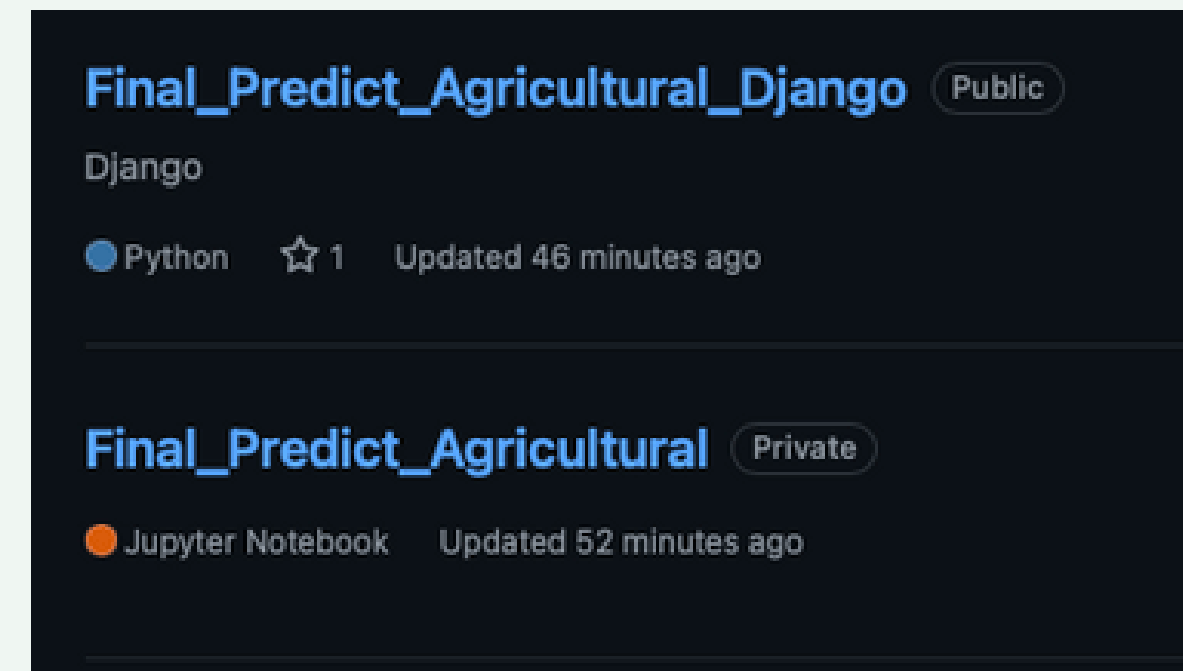 Final_Predict_Agricultural_Django Public
Django
Python 1 Updated 46 minutes ago
Final_Predict_Agricultural Private
Jupyter Notebook Updated 52 minutes ago